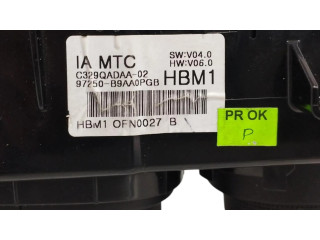 IA MTC
SW:V04.0
HW:V06.0
C329QADAA-02
97250-B9AA0PGB
HBM1
HBM1 OFN0027 B
PR OK
P